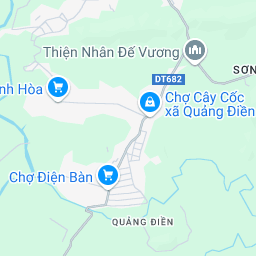 Thiện Nhân Đế Vương
DT682
SƠN
nh Hòa
Chợ Cây Cốc
xã Quảng Điền
Chợ Điện Bàn
QUẢNG ĐIỀN